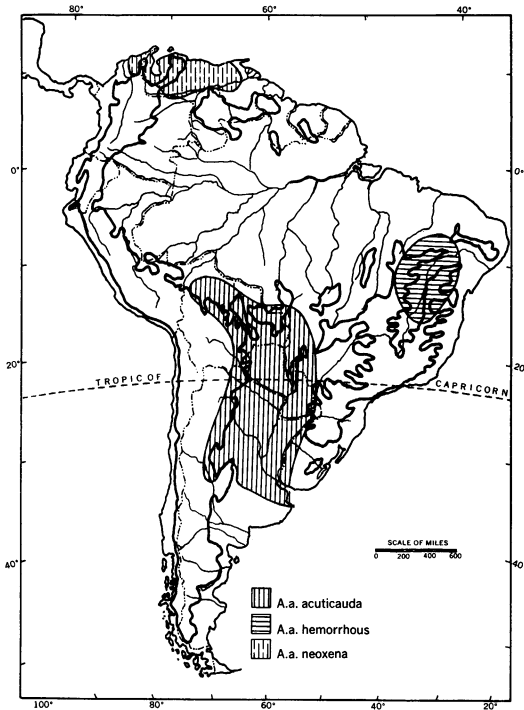 80° 60° 40°
0° 0°
20° 20
TROPIC OF CAPRICORN
SCALE OF MILES
0 200 400 600
40° 40
A.a. acuticauda
A.a. hemorrhous
A.a. neoxena
100° 80° 60° 40° 20°